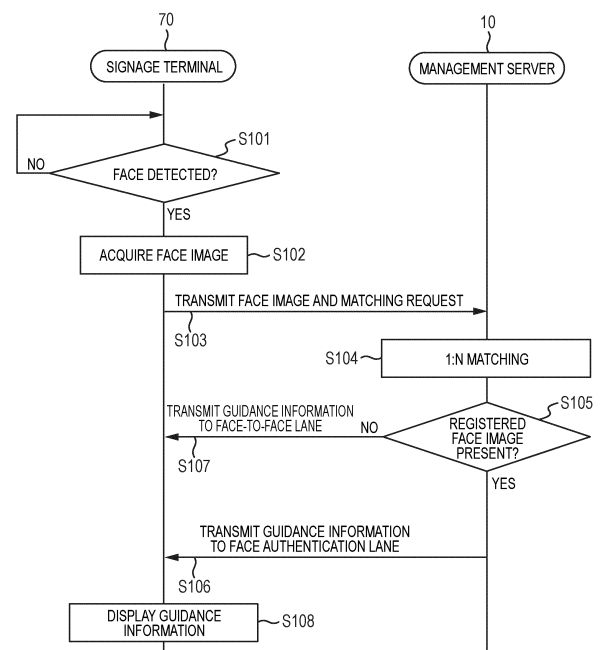 70
SIGNAGE TERMINAL
10
MANAGEMENT SERVER
S101
FACE DETECTED?
NO
YES
ACQUIRE FACE IMAGE
S102
TRANSMIT FACE IMAGE AND MATCHING REQUEST
S103
S104
1:N MATCHING
S105
REGISTERED
FACE IMAGE
PRESENT?
NO
TRANSMIT GUIDANCE INFORMATION
TO FACE-TO-FACE LANE
S107
YES
TRANSMIT GUIDANCE INFORMATION
TO FACE AUTHENTICATION LANE
S106
DISPLAY GUIDANCE
INFORMATION
S108